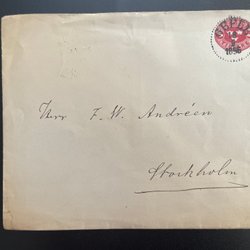 Herr F. W. Andréen
Stockholm